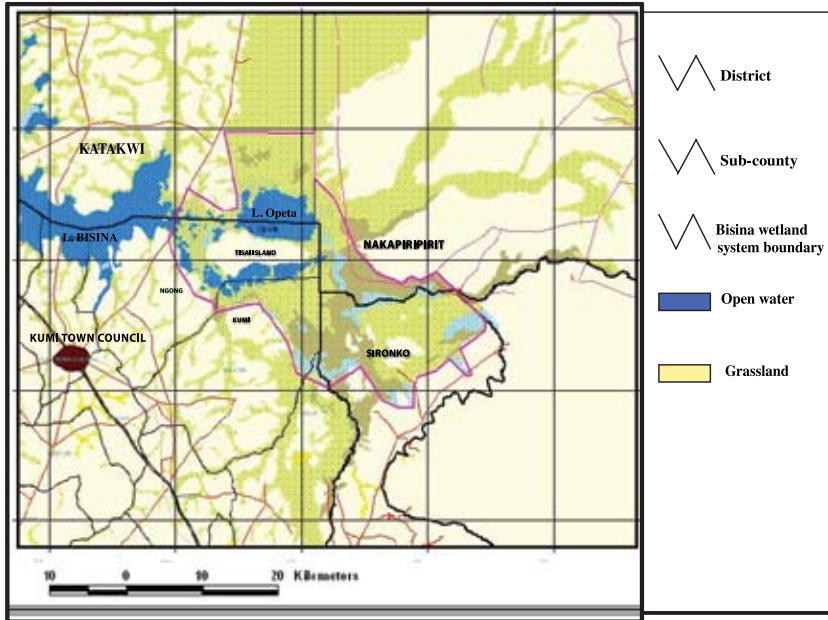 KATAKWI
L. Opeta
L. BISINA
NAKAPIRIPIRIT
NGONG
KUMI
KUMI TOWN COUNCIL
SIRONKO
10 0 10 20 Kilometers
District
Sub-county
Bisina wetland
system boundary
Open water
Grassland